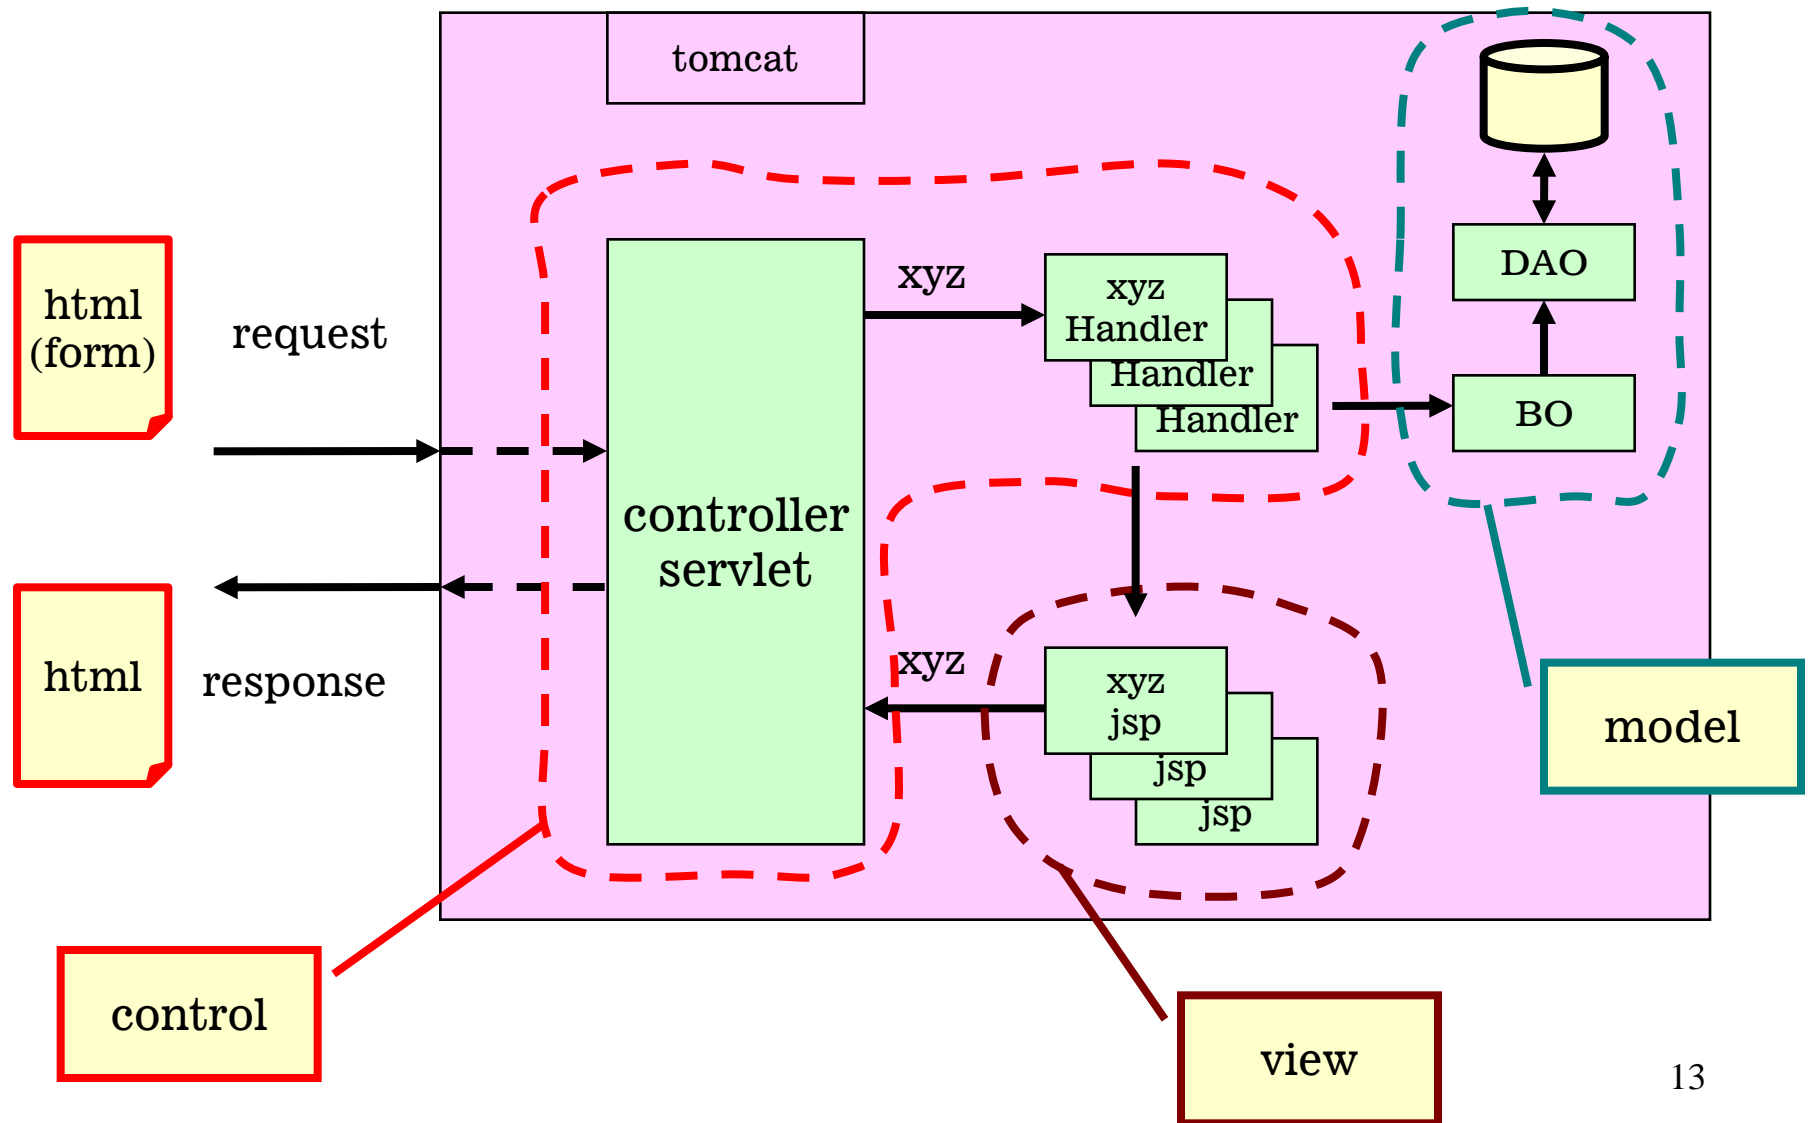 tomcat
html
(form)
request
xyz
xyz
Handler
Handler
Handler
DAO
BO
controller
servlet
html
response
xyz
xyz
jsp
jsp
jsp
model
control
view
13